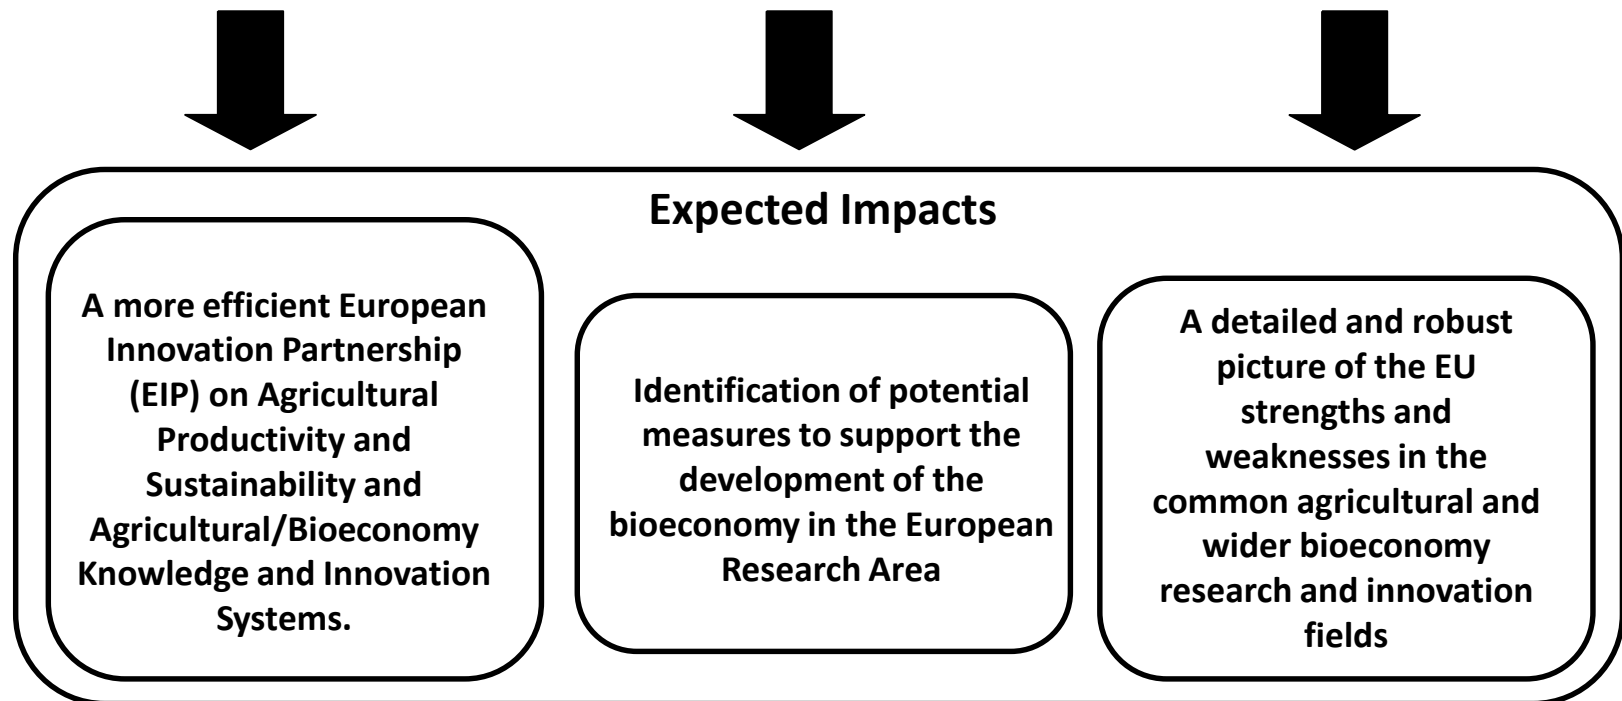 Expected Impacts
A more efficient European
Innovation Partnership
(EIP) on Agricultural
Productivity and
Sustainability and
Agricultural/Bioeconomy
Knowledge and Innovation
Systems.
Identification of potential
measures to support the
development of the
bioeconomy in the European
Research Area
A detailed and robust
picture of the EU
strengths and
weaknesses in the
common agricultural and
wider bioeconomy
research and innovation
fields